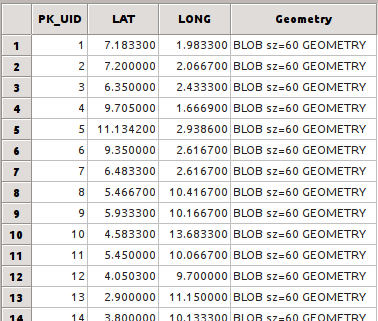 PK_UID LAT LONG Geometry
1 1 7.183300 1.983300 BLOB sz=60 GEOMETRY
2 2 7.200000 2.066700 BLOB sz=60 GEOMETRY
3 3 6.350000 2.433300 BLOB sz=60 GEOMETRY
4 4 9.705000 1.666900 BLOB sz=60 GEOMETRY
5 5 11.134200 2.938600 BLOB sz=60 GEOMETRY
6 6 9.350000 2.616700 BLOB sz=60 GEOMETRY
7 7 6.483300 2.616700 BLOB sz=60 GEOMETRY
8 8 5.466700 10.416700 BLOB sz=60 GEOMETRY
9 9 5.933300 10.166700 BLOB sz=60 GEOMETRY
10 10 4.583300 13.683300 BLOB sz=60 GEOMETRY
11 11 5.450000 10.066700 BLOB sz=60 GEOMETRY
12 12 4.050300 9.700000 BLOB sz=60 GEOMETRY
13 13 2.900000 11.150000 BLOB sz=60 GEOMETRY
14 14 3.800000 10.133300 BLOB sz=60 GEOMETRY